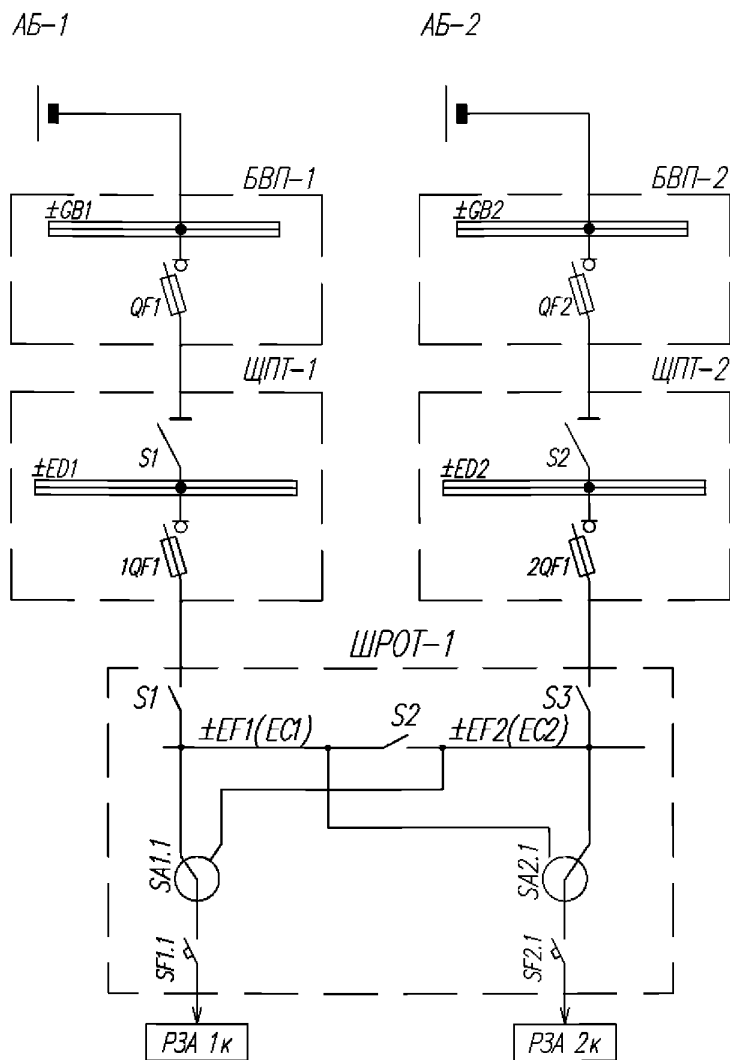 АБ-1
АБ-2
БВП-1
БВП-2
±GB1
±GB2
QF1
QF2
ЩПТ-1
ЩПТ-2
S1
S2
±ED1
±ED2
1QF1
2QF1
ШРОТ-1
S1
S3
S2
±EF1(EC1)
±EF2(EC2)
SA1.1
SA2.1
SF1.1
SF2.1
РЗА 1к
РЗА 2к